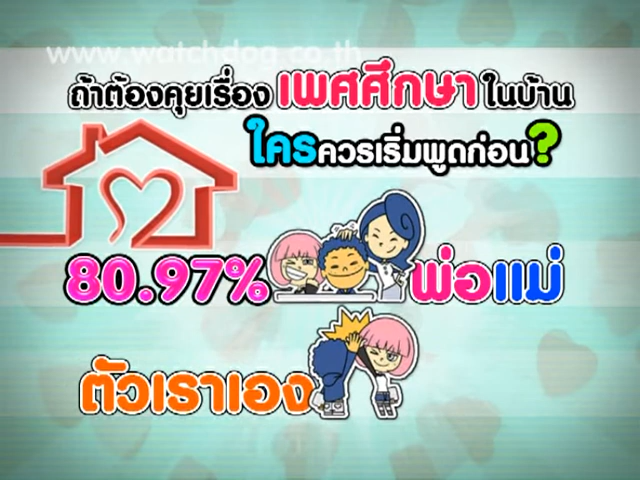 www.watchdog.co.th
ถ้าต้องคุยเรื่อง เพศศึกษา ในบ้าน
ใครควรเริ่มพูดก่อน?
80.97% พ่อแม่
ตัวเราเอง